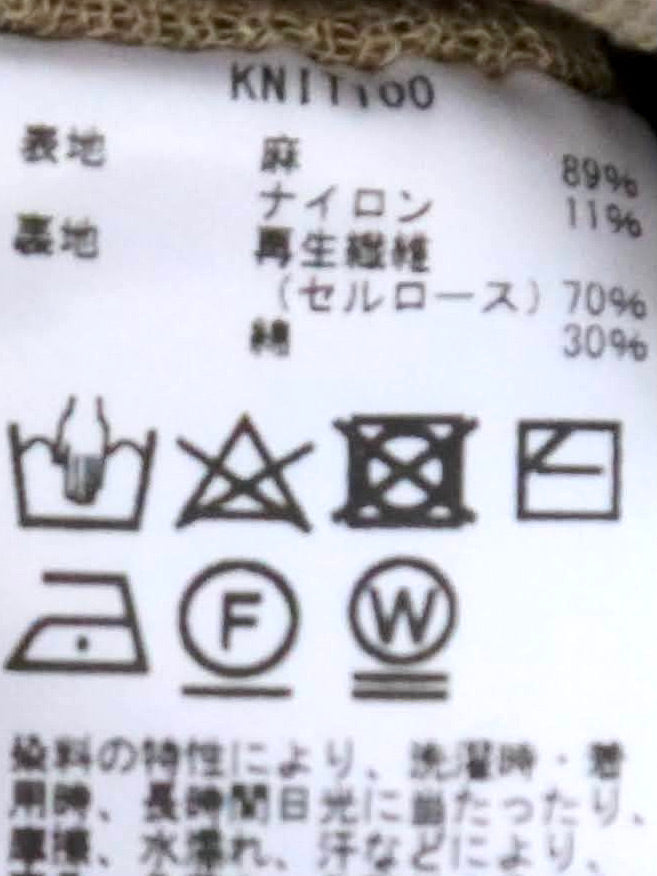 表地 麻 89%
ナイロン 11%
裏地 再生繊維
(セルロース) 70%
綿 30%
F W
染料の特性により、洗濯時・着
用時、長時間日光に当たったり、
摩擦、水濡れ、汗などにより、